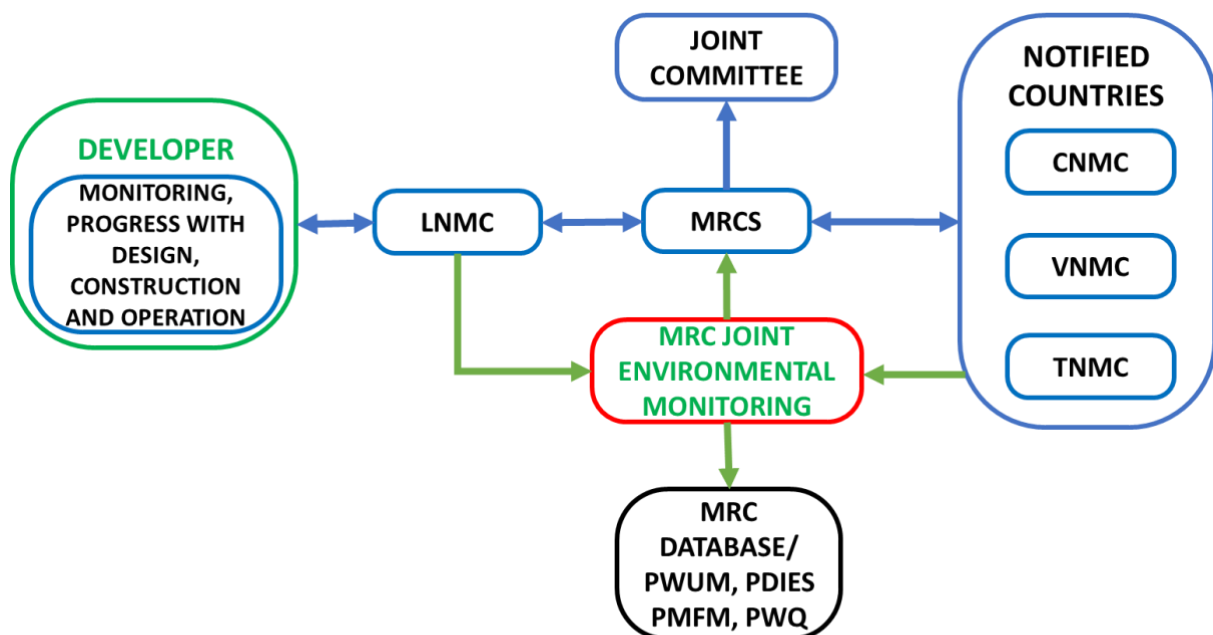 JOINT
COMMITTEE
NOTIFIED
COUNTRIES
CNMC
VNMC
TNMC
DEVELOPER
MONITORING,
PROGRESS WITH
DESIGN,
CONSTRUCTION
AND OPERATION
LNMC
MRCS
MRC JOINT
ENVIRONMENTAL
MONITORING
MRC
DATABASE/
PWUM, PDIES
PMFM, PWQ